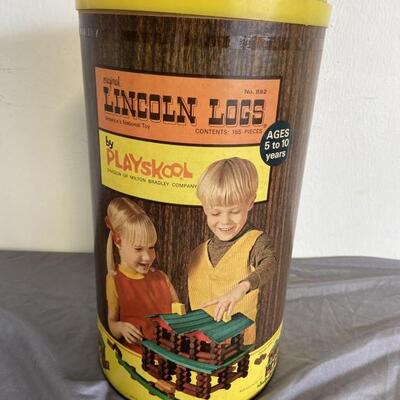 original
LINCOLN LOGS
No. 892
America's National Toy
CONTENTS: 155 PIECES
AGES
5 to 10
years
by
PLAYSKOOL
DIVISION OF MILTON BRADLEY COMPANY